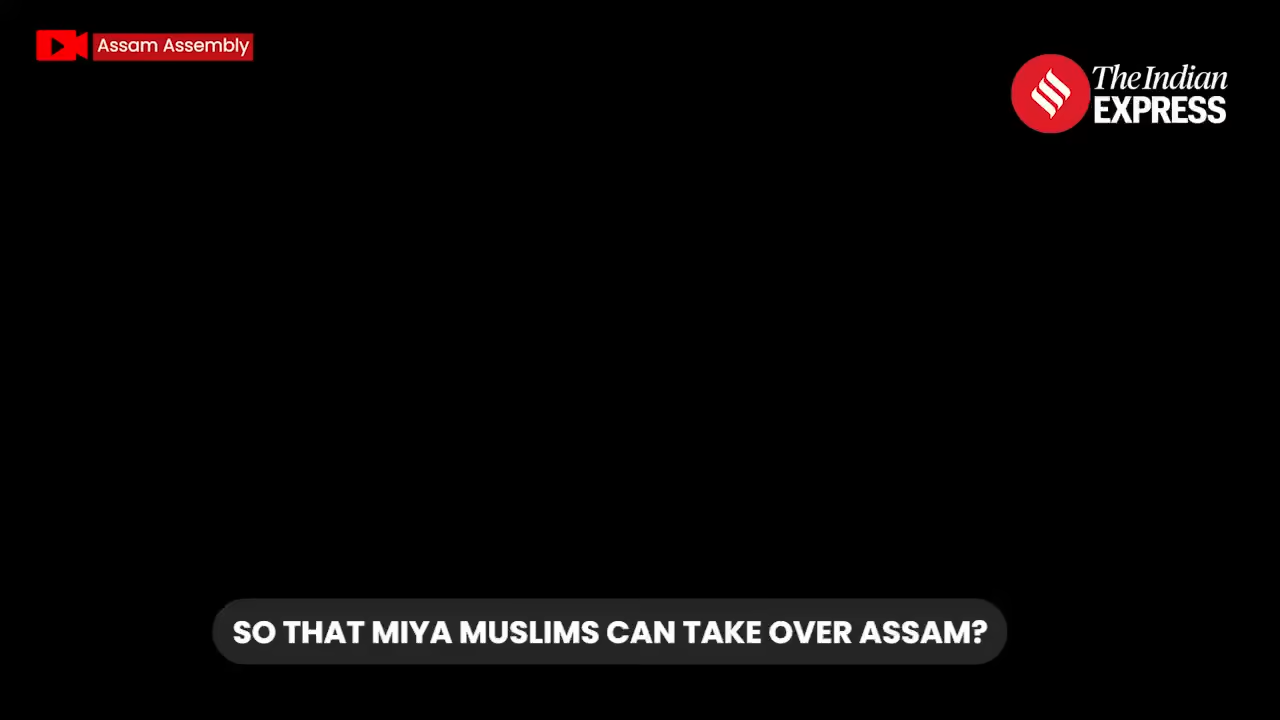 Assam Assembly
The Indian
EXPRESS
SO THAT MIYA MUSLIMS CAN TAKE OVER ASSAM?